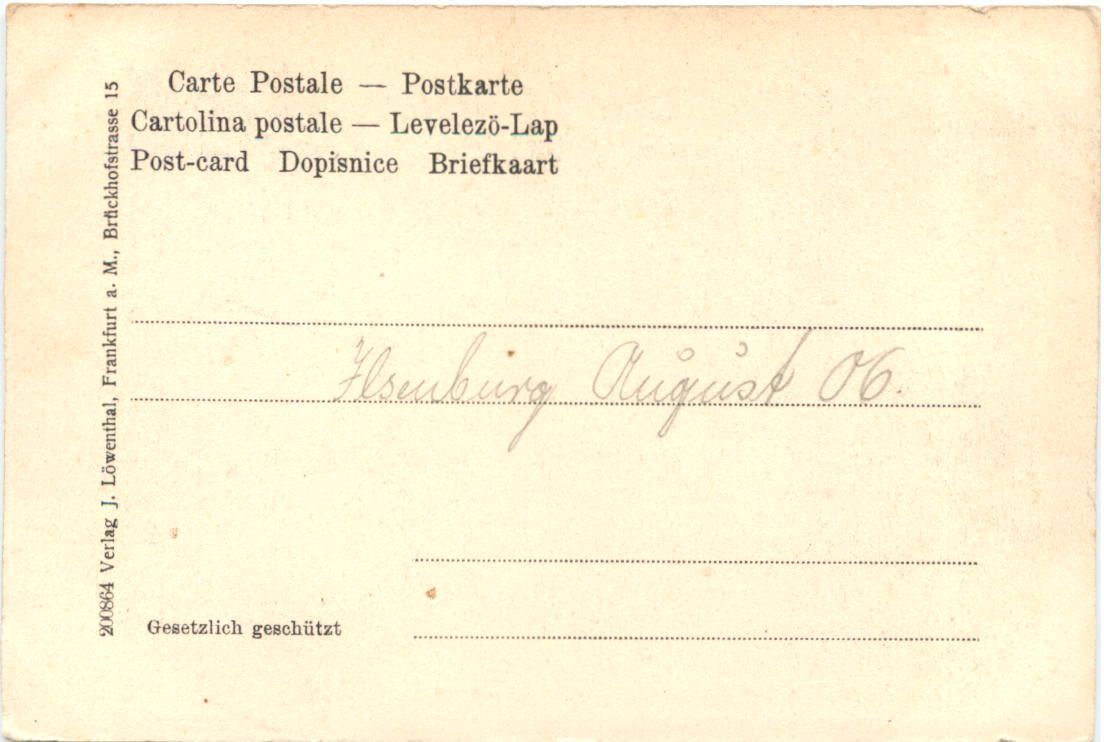 Carte Postale — Postkarte
Cartolina postale — Levelezö-Lap
Post-card Dopisnice Briefkaart
Ilsenburg August 06.
Gesetzlich geschützt
200864 Verlag J. Löwenthal, Frankfurt a. M., Brückhofstrasse 15